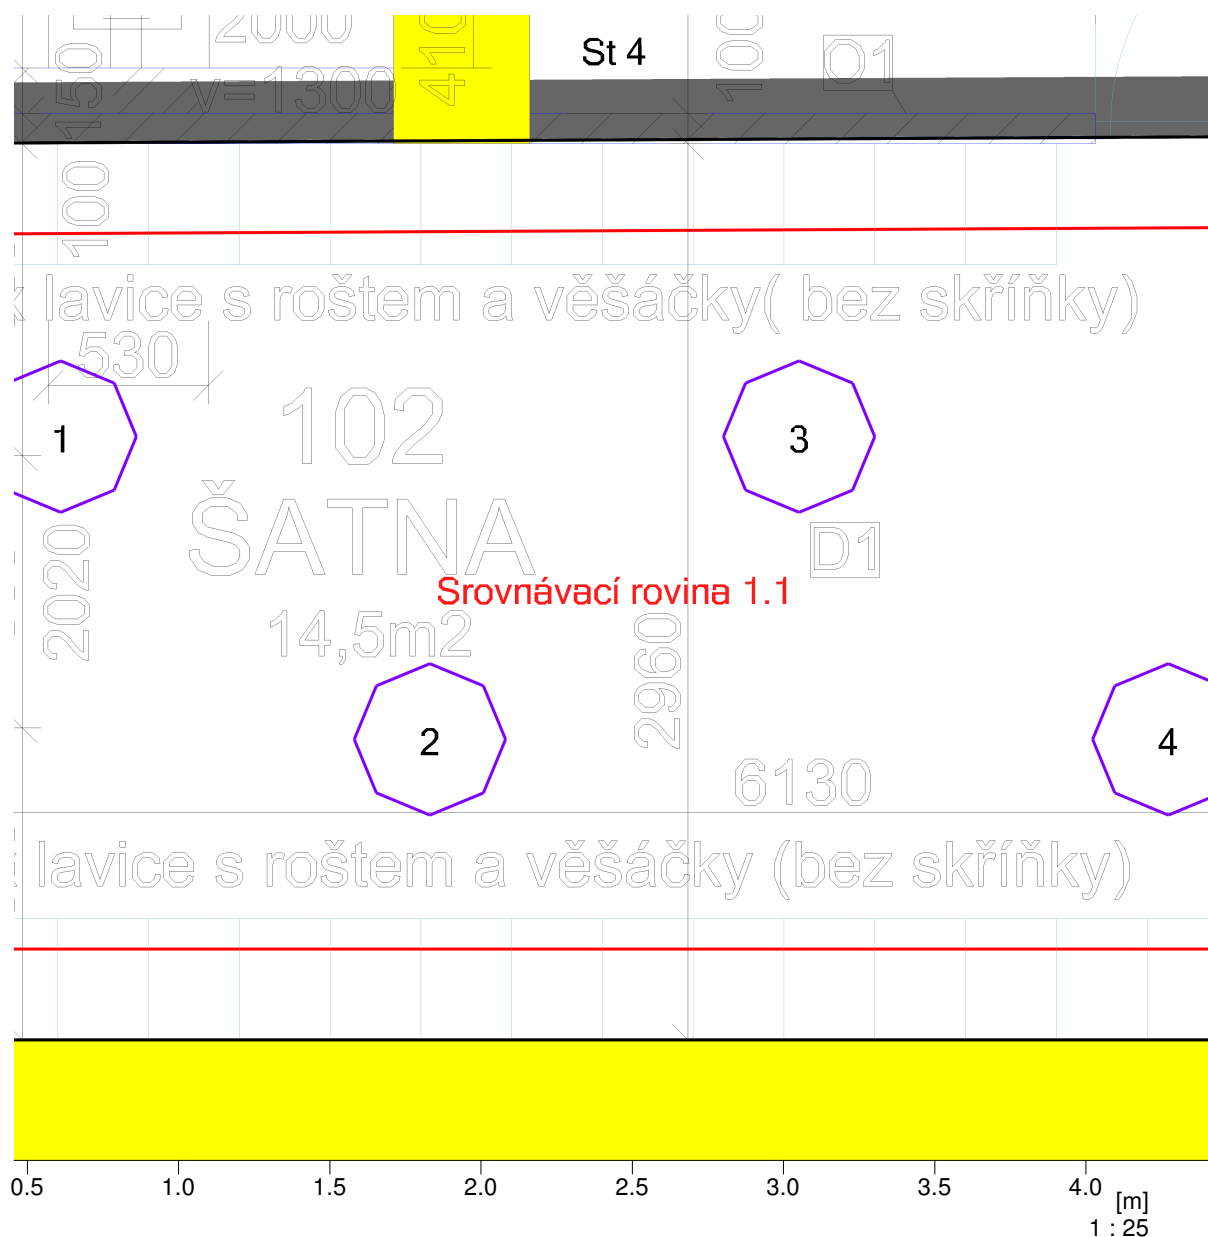 2000
410
St 4
100
O1
150
v=1300
100
lavice s roštem a věšáčky( bez skříňky)
530
102
1
3
ŠATNA
D1
2020
Srovnávací rovina 1.1
14,5m2
2960
2
4
6130
lavice s roštem a věšáčky (bez skříňky)
0.5 1.0 1.5 2.0 2.5 3.0 3.5 4.0
[m]
1 : 25